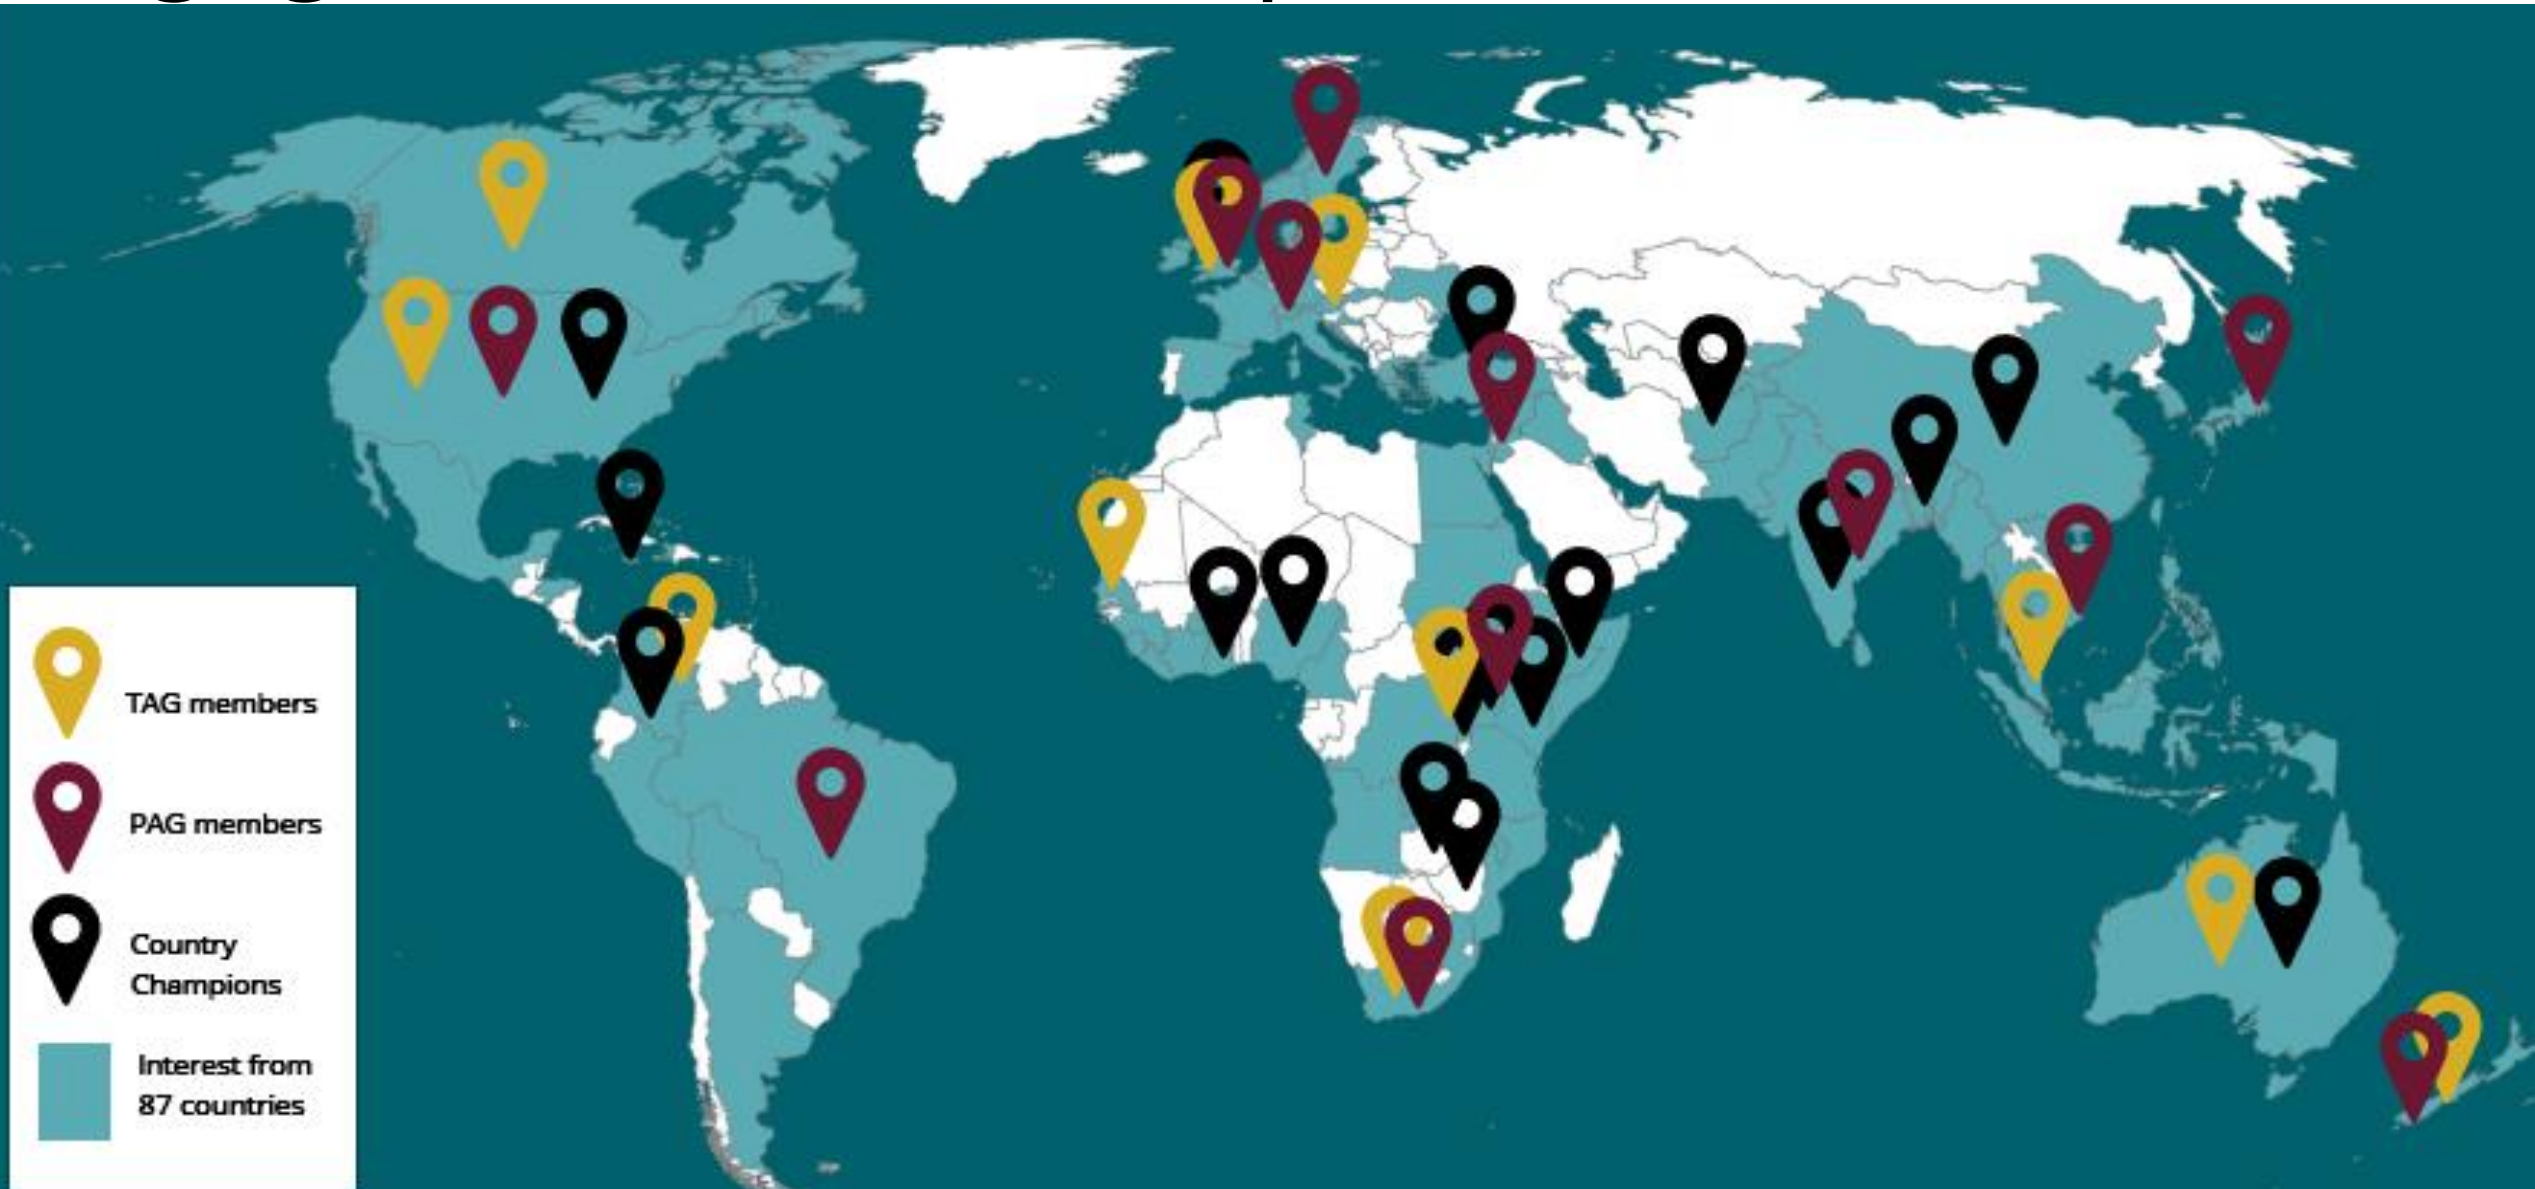 TAG members
PAG members
Country
Champions
Interest from
87 countries